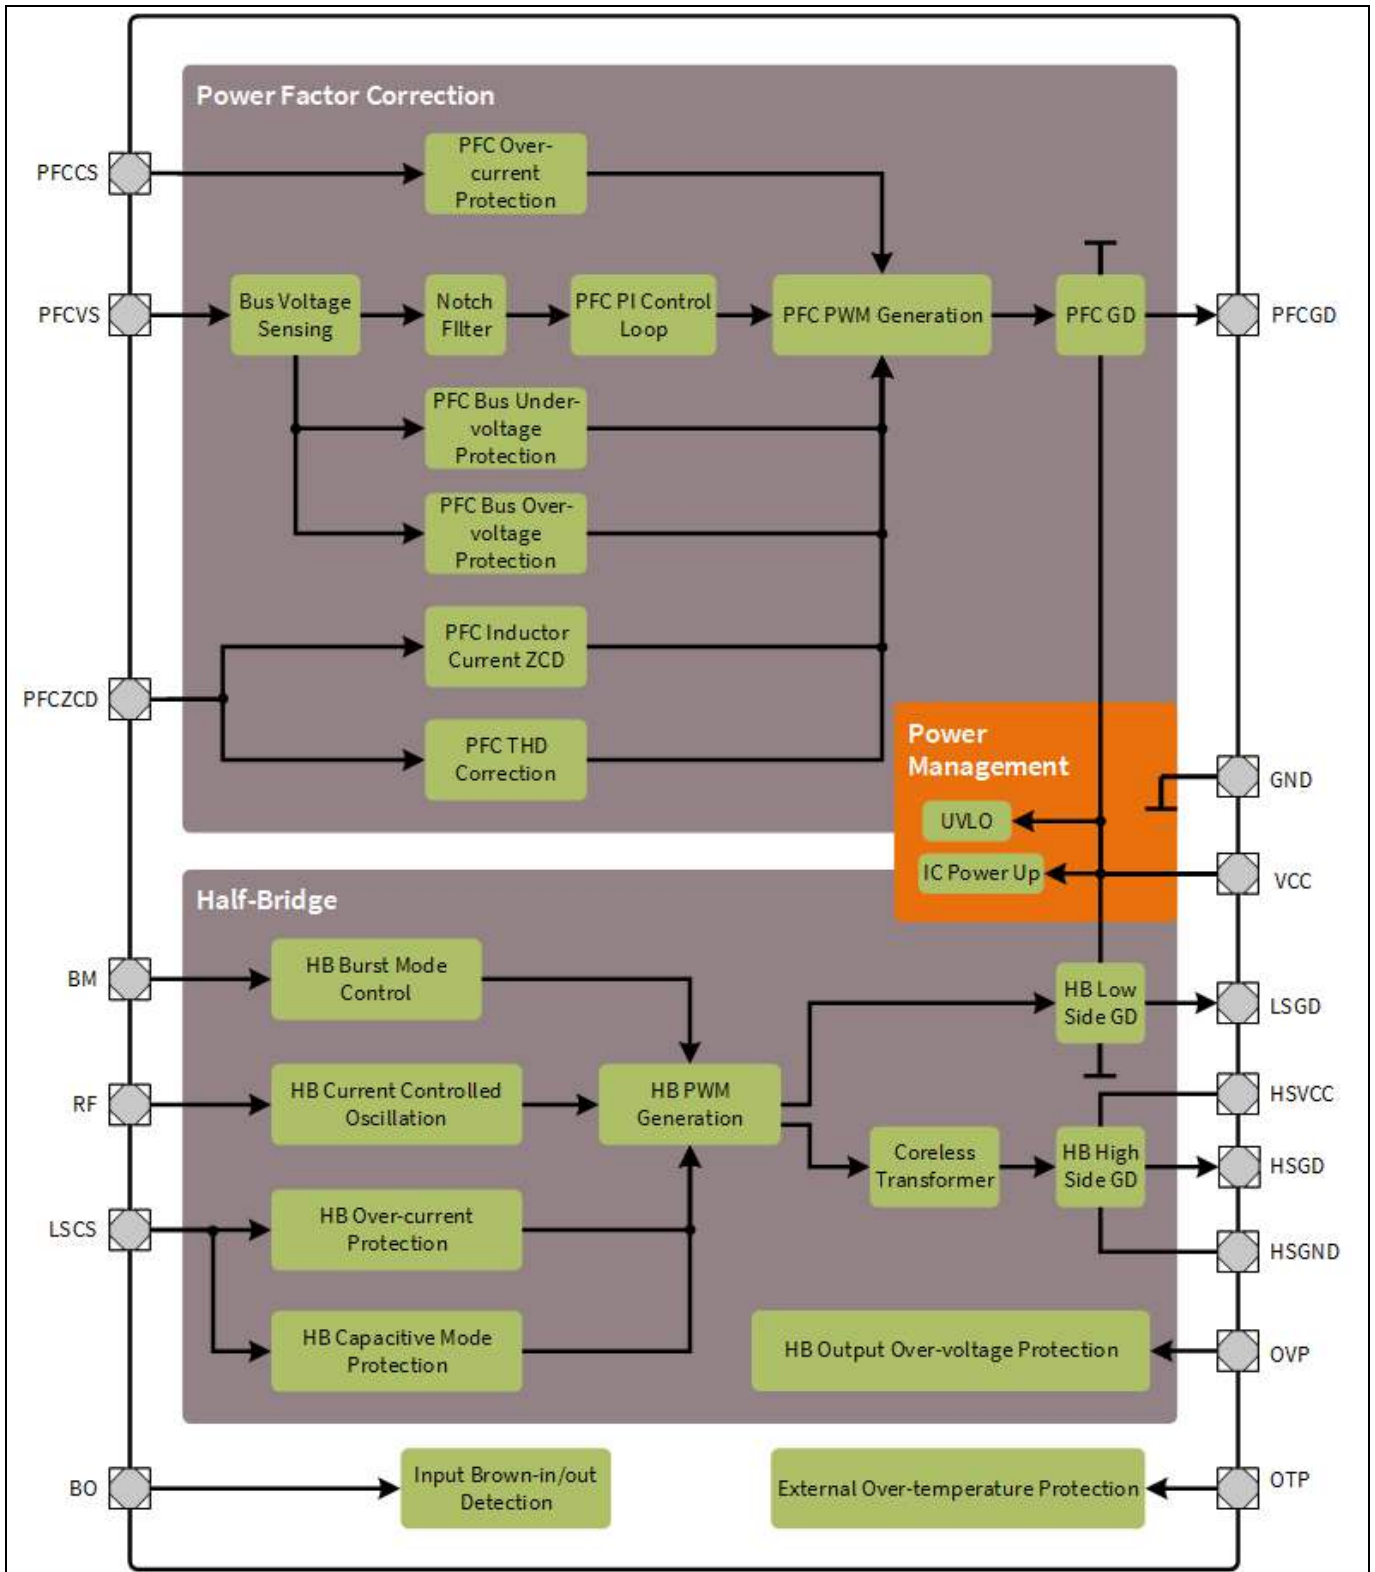 Power Factor Correction
PFCCS
PFC Over-
current
Protection
PFCVS
Bus Voltage
Sensing
Notch
FIlter
PFC PI Control
Loop
PFC PWM Generation
PFC GD
PFCGD
PFC Bus Under-
voltage
Protection
PFC Bus Over-
voltage
Protection
PFCZCD
PFC Inductor
Current ZCD
PFC THD
Correction
Power
Management
UVLO
IC Power Up
GND
VCC
Half-Bridge
BM
HB Burst Mode
Control
RF
HB Current Controlled
Oscillation
HB PWM
Generation
LSCS
HB Over-current
Protection
HB Capacitive Mode
Protection
Coreless
Transformer
HB Low
Side GD
LSGD
HSVCC
HB High
Side GD
HSGD
HSGND
HB Output Over-voltage Protection
OVP
BO
Input Brown-in/out
Detection
External Over-temperature Protection
OTP